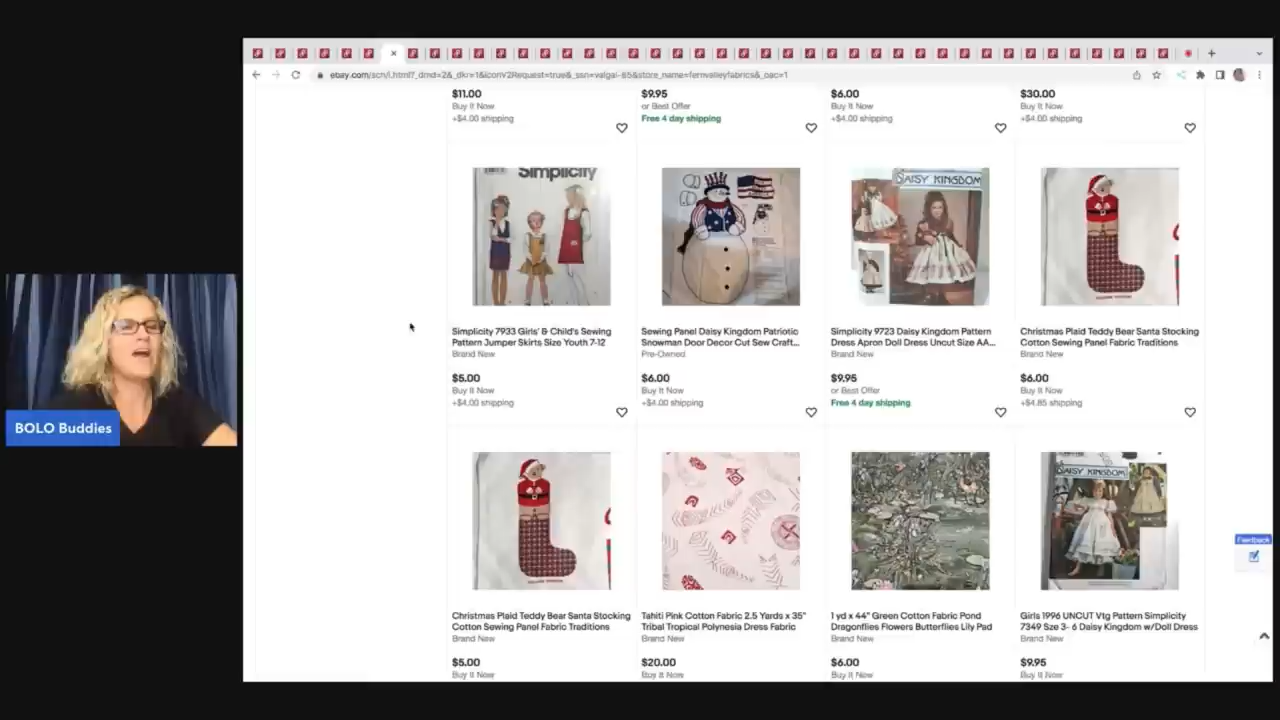 ebay.com/sch/i.html?_dmd=2&_dkr=1&iconV2Request=true&_ssn=valgal-65&store_name=fernvalleyfabrics&_oac=1
$11.00
Buy It Now
+$4.00 shipping
$9.95
or Best Offer
Free 4 day shipping
$6.00
Buy It Now
+$4.00 shipping
$30.00
Buy It Now
+$4.00 shipping
Simplicity
DAISY KINGDOM
Simplicity 7933 Girls' & Child's Sewing
Pattern Jumper Skirts Size Youth 7-12
Brand New
$5.00
Buy It Now
+$4.00 shipping
Sewing Panel Daisy Kingdom Patriotic
Snowman Door Decor Cut Sew Craft...
Pre-Owned
$6.00
Buy It Now
+$4.00 shipping
Simplicity 9723 Daisy Kingdom Pattern
Dress Apron Doll Dress Uncut Size AA...
Brand New
$9.95
or Best Offer
Free 4 day shipping
Christmas Plaid Teddy Bear Santa Stocking
Cotton Sewing Panel Fabric Traditions
Brand New
$6.00
Buy It Now
+$4.85 shipping
BOLO Buddies
DAISY KINGDOM
Feedback
Christmas Plaid Teddy Bear Santa Stocking
Cotton Sewing Panel Fabric Traditions
Brand New
$5.00
Buy It Now
Tahiti Pink Cotton Fabric 2.5 Yards x 35"
Tribal Tropical Polynesia Dress Fabric
Brand New
$20.00
Buy It Now
1 yd x 44" Green Cotton Fabric Pond
Dragonflies Flowers Butterflies Lily Pad
Brand New
$6.00
Buy It Now
Girls 1996 UNCUT Vtg Pattern Simplicity
7349 Sze 3- 6 Daisy Kingdom w/Doll Dress
Brand New
$9.95
Buy It Now